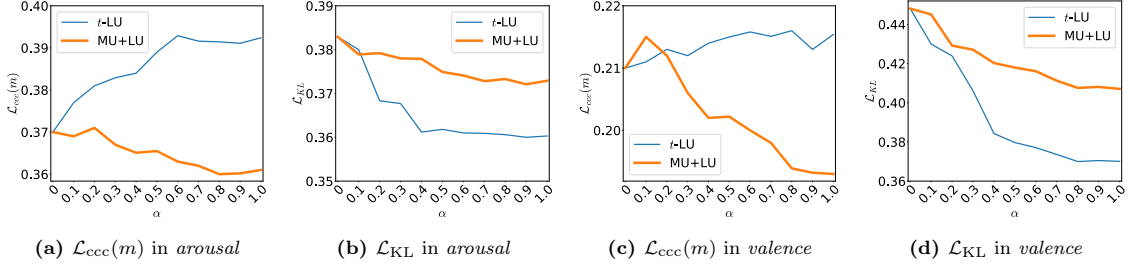 0.40
0.39
0.38
0.37
0.36
ℒccc(m)
t-LU
MU+LU
0 0.1 0.2 0.3 0.4 0.5 0.6 0.7 0.8 0.9 1.0
α
(a) ℒccc(m) in arousal
0.39
0.38
0.37
0.36
0.35
ℒKL
t-LU
MU+LU
0 0.1 0.2 0.3 0.4 0.5 0.6 0.7 0.8 0.9 1.0
α
(b) ℒKL in arousal
0.22
0.21
0.20
ℒccc(m)
t-LU
MU+LU
0 0.1 0.2 0.3 0.4 0.5 0.6 0.7 0.8 0.9 1.0
α
(c) ℒccc(m) in valence
0.44
0.42
0.40
0.38
0.36
ℒKL
t-LU
MU+LU
0 0.1 0.2 0.3 0.4 0.5 0.6 0.7 0.8 0.9 1.0
α
(d) ℒKL in valence